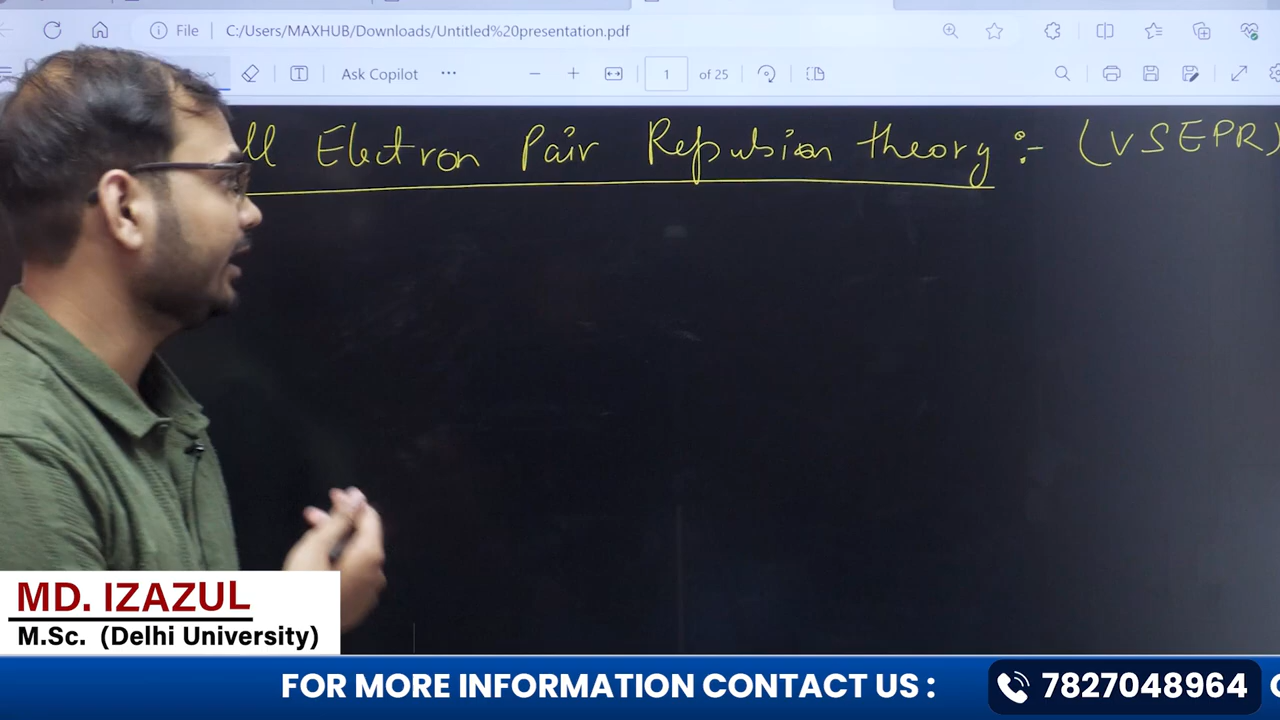 File C:/Users/MAXHUB/Downloads/Untitled%20presentation.pdf
Ask Copilot ... 1 of 25
ll Electron Pair Repulsion theory :- (VSEPR)
MD. IZAZUL
M.Sc. (Delhi University)
FOR MORE INFORMATION CONTACT US : 7827048964